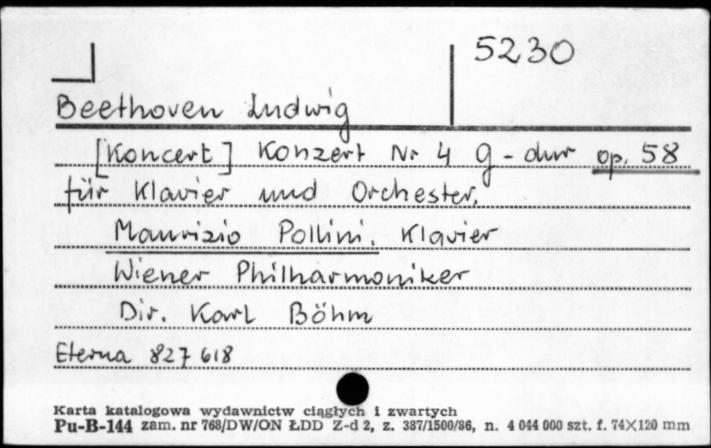 5230
Beethoven Ludwig
[Koncert] Konzert Nr 4 g-dur op. 58
für Klavier und Orchester.
Maurizio Pollini, Klavier
Wiener Philharmoniker
Dir. Karl Böhm
Eterna 827 618
Karta katalogowa wydawnictw ciągłych i zwartych
Pu-B-144 zam. nr 768/DW/ON ŁDD Z-d 2, z. 387/1500/86, n. 4 044 000 szt. f. 74×120 mm